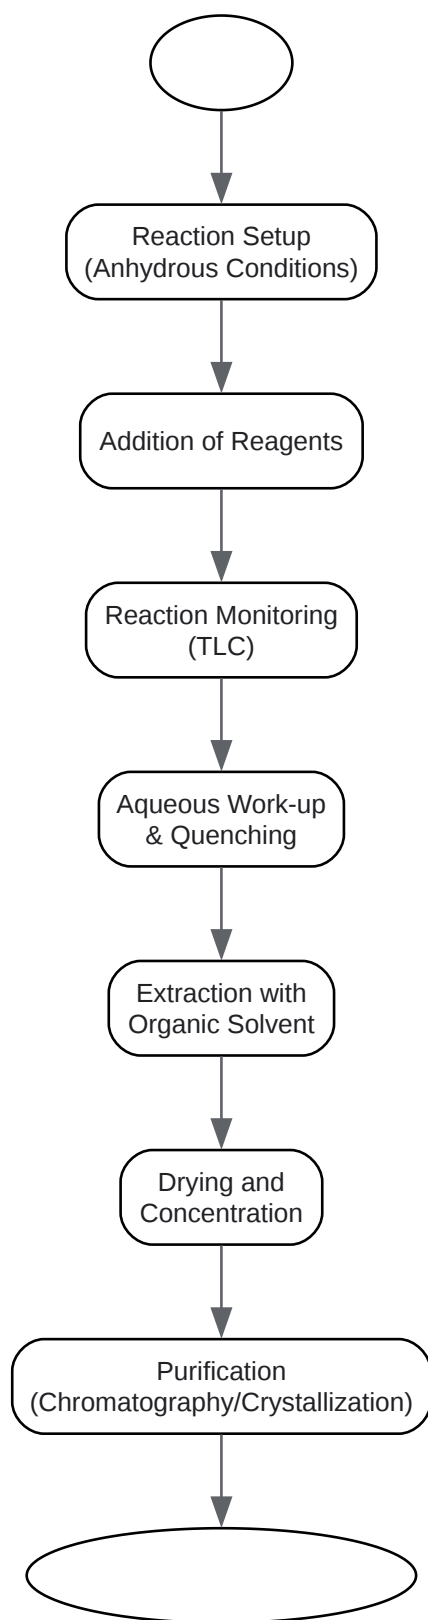 Reaction Setup
(Anhydrous Conditions)
Addition of Reagents
Reaction Monitoring
(TLC)
Aqueous Work-up
& Quenching
Extraction with
Organic Solvent
Drying and
Concentration
Purification
(Chromatography/Crystallization)